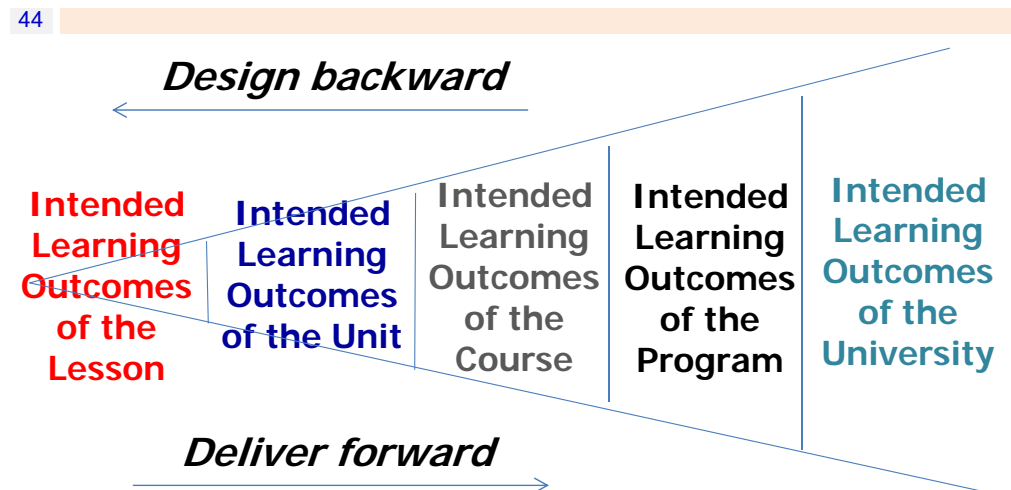 44
Design backward
Intended
Learning
Outcomes
of the
Lesson
Intended
Learning
Outcomes
of the Unit
Intended
Learning
Outcomes
of the
Course
Intended
Learning
Outcomes
of the
Program
Intended
Learning
Outcomes
of the
University
Deliver forward